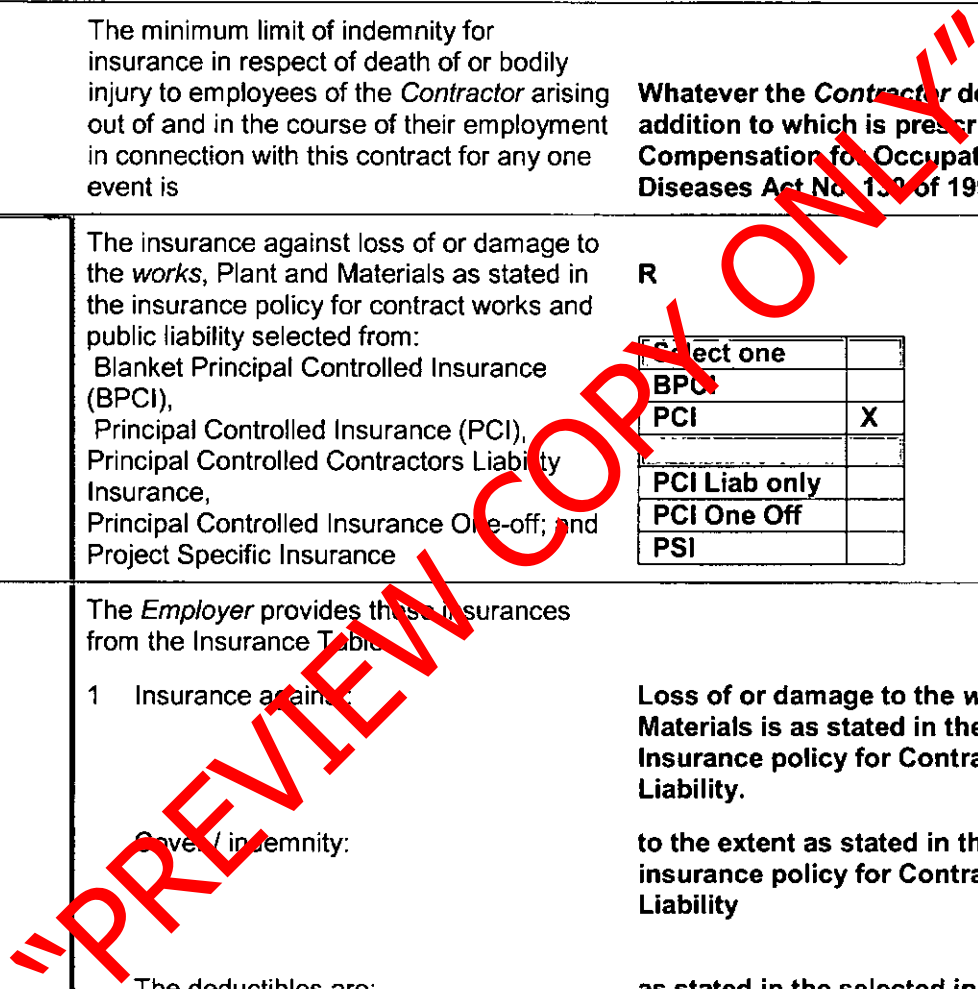 The minimum limit of indemnity for
insurance in respect of death of or bodily
injury to employees of the Contractor arising
out of and in the course of their employment
in connection with this contract for any one
event is
Whatever the Contractor
addition to which is
Compensation for
Diseases Act No. of
The insurance against loss of or damage to
the works, Plant and Materials as stated in
the insurance policy for contract works and
public liability selected from:
Blanket Principal Controlled Insurance
(BPCI),
Principal Controlled Insurance (PCI),
Principal Controlled Contractors Liability
Insurance,
Principal Controlled Insurance One-off; and
Project Specific Insurance
R
Select one
BPCI
PCI X
PCI Liab only
PCI One Off
PSI
The Employer provides these insurances
from the Insurance Table
1 Insurance against:
Loss of or damage to the
Materials is as stated in the
Insurance policy for
Liability.
Cover / indemnity:
to the extent as stated in
insurance policy for
Liability
The deductibles are:
as stated in the selected
"PREVIEW COPY ONLY"